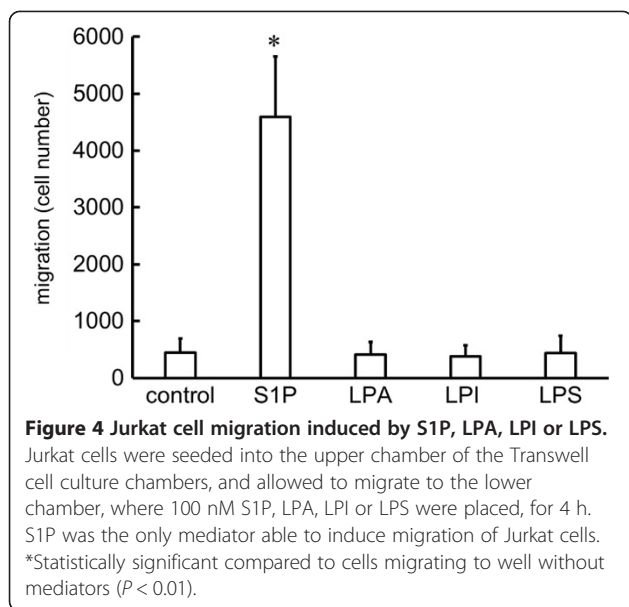 6000
5000
4000
3000
2000
1000
0
migration (cell number)
*
control S1P LPA LPI LPS
Figure 4 Jurkat cell migration induced by S1P, LPA, LPI or LPS.
Jurkat cells were seeded into the upper chamber of the Transwell
cell culture chambers, and allowed to migrate to the lower
chamber, where 100 nM S1P, LPA, LPI or LPS were placed, for 4 h.
S1P was the only mediator able to induce migration of Jurkat cells.
*Statistically significant compared to cells migrating to well without
mediators (P < 0.01).